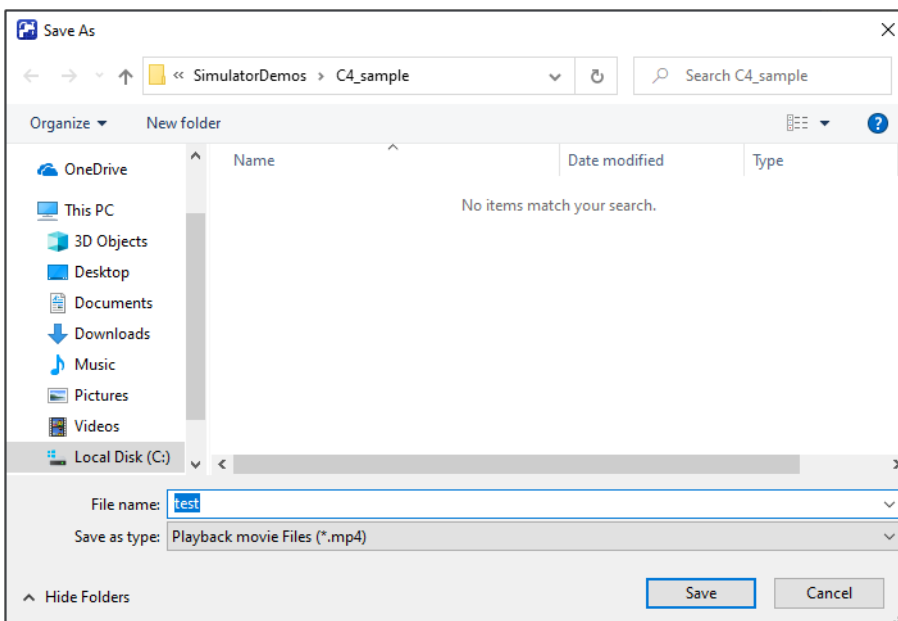 Save As
« SimulatorDemos › C4_sample
Search C4_sample
Organize
New folder
Name
Date modified
Type
OneDrive
No items match your search.
This PC
3D Objects
Desktop
Documents
Downloads
Music
Pictures
Videos
Local Disk (C:)
File name: test
Save as type: Playback movie Files (*.mp4)
Hide Folders
Save
Cancel